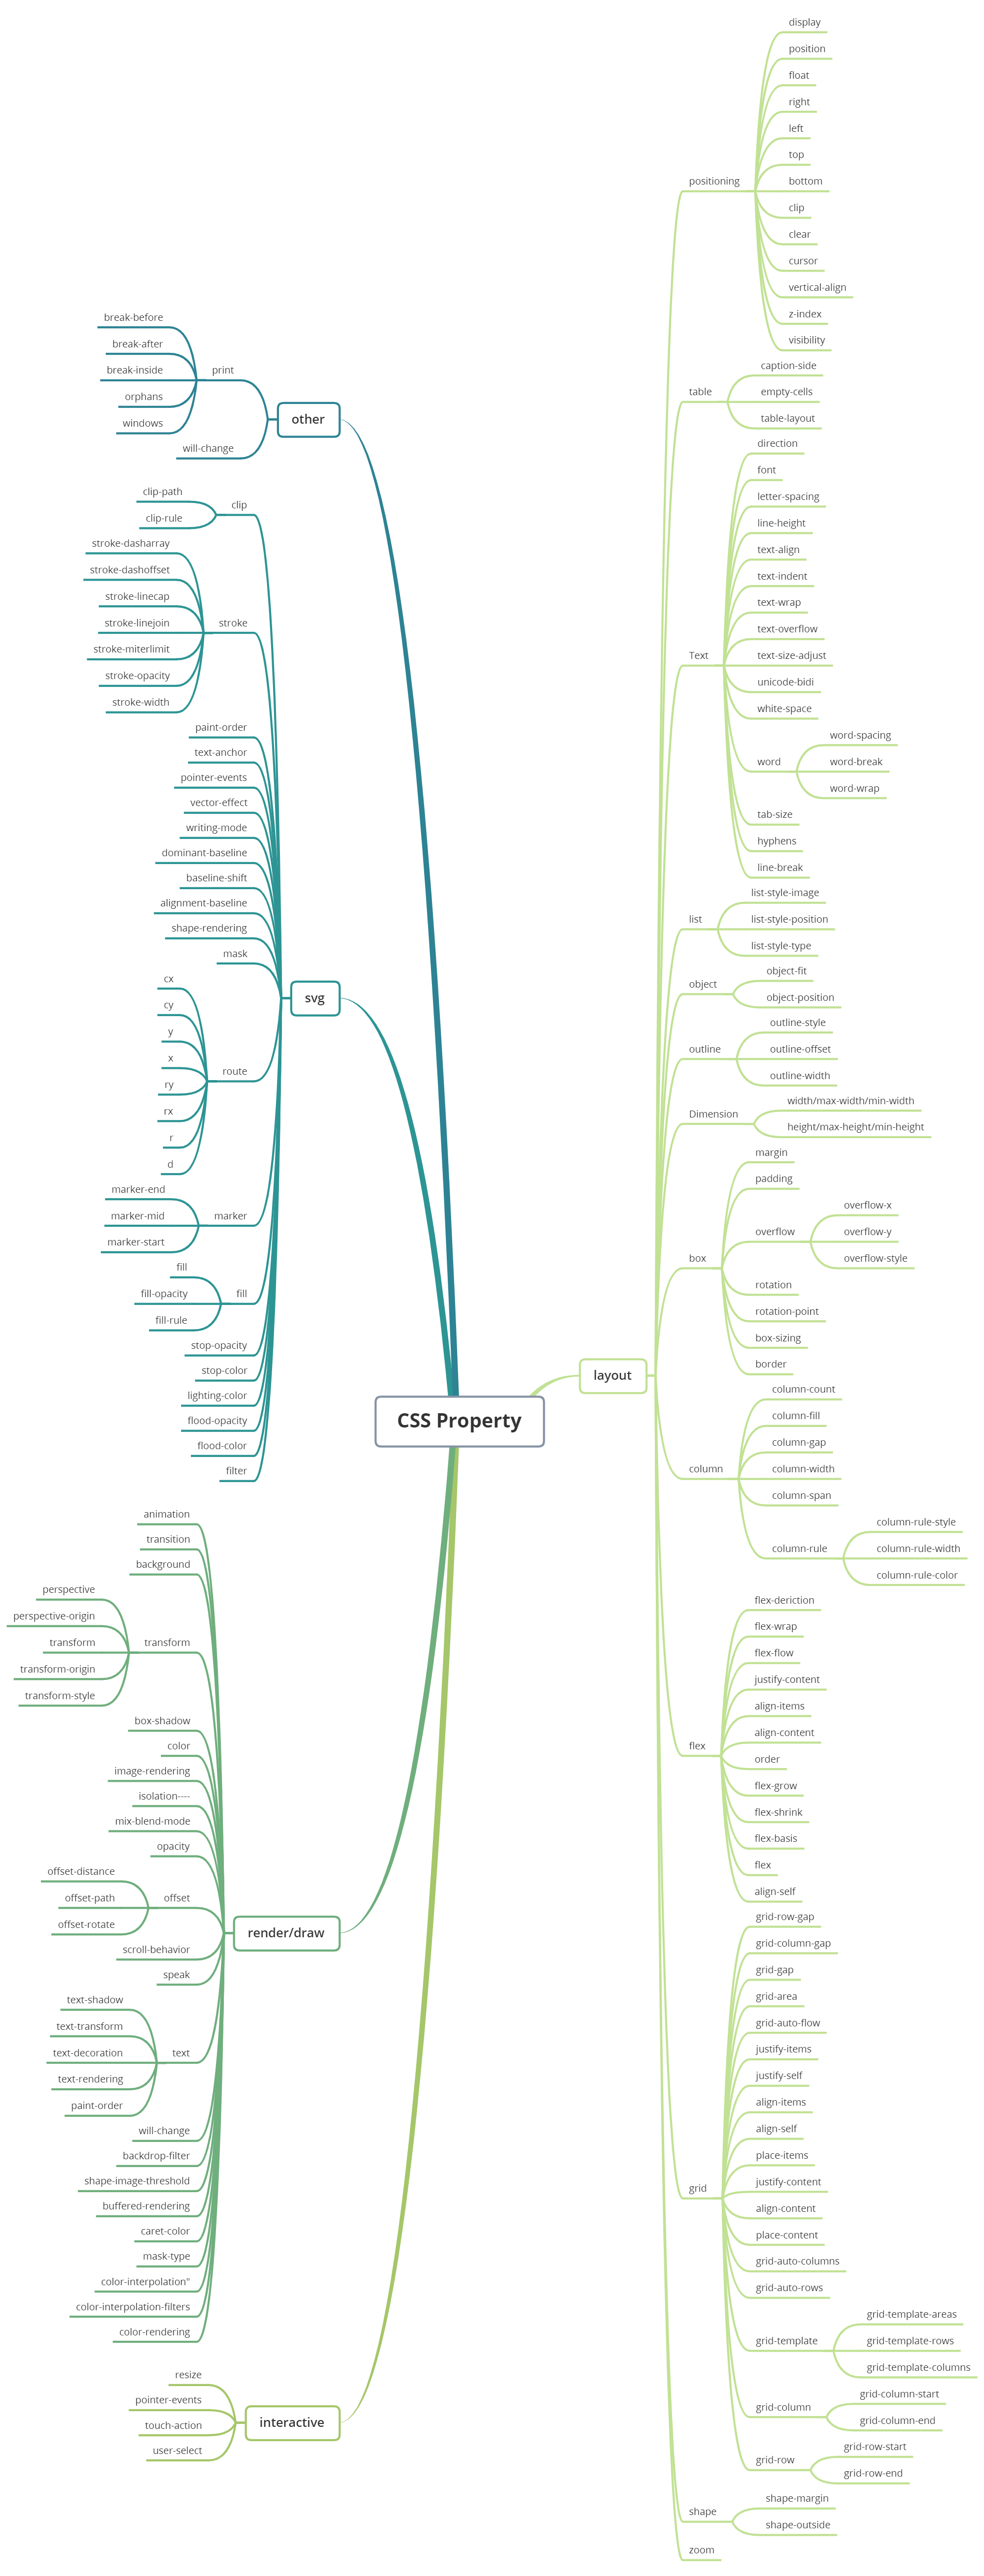 CSS Property
layout
positioning
display
position
float
right
left
top
bottom
clip
clear
cursor
vertical-align
z-index
visibility
table
caption-side
empty-cells
table-layout
Text
direction
font
letter-spacing
line-height
text-align
text-indent
text-wrap
text-overflow
text-size-adjust
unicode-bidi
white-space
word
word-spacing
word-break
word-wrap
tab-size
hyphens
line-break
list
list-style-image
list-style-position
list-style-type
object
object-fit
object-position
outline
outline-style
outline-offset
outline-width
Dimension
width/max-width/min-width
height/max-height/min-height
box
margin
padding
overflow
overflow-x
overflow-y
overflow-style
rotation
rotation-point
box-sizing
border
column
column-count
column-fill
column-gap
column-width
column-span
column-rule
column-rule-style
column-rule-width
column-rule-color
flex
flex-deriction
flex-wrap
flex-flow
justify-content
align-items
align-content
order
flex-grow
flex-shrink
flex-basis
flex
align-self
grid
grid-row-gap
grid-column-gap
grid-gap
grid-area
grid-auto-flow
justify-items
justify-self
align-items
align-self
place-items
justify-content
align-content
place-content
grid-auto-columns
grid-auto-rows
grid-template
grid-template-areas
grid-template-rows
grid-template-columns
grid-column
grid-column-start
grid-column-end
grid-row
grid-row-start
grid-row-end
shape
shape-margin
shape-outside
zoom
other
print
break-before
break-after
break-inside
orphans
windows
will-change
svg
clip
clip-path
clip-rule
stroke
stroke-dasharray
stroke-dashoffset
stroke-linecap
stroke-linejoin
stroke-miterlimit
stroke-opacity
stroke-width
paint-order
text-anchor
pointer-events
vector-effect
writing-mode
dominant-baseline
baseline-shift
alignment-baseline
shape-rendering
mask
route
cx
cy
y
x
ry
rx
r
d
marker
marker-end
marker-mid
marker-start
fill
fill
fill-opacity
fill-rule
stop-opacity
stop-color
lighting-color
flood-opacity
flood-color
filter
render/draw
animation
transition
background
transform
perspective
perspective-origin
transform
transform-origin
transform-style
box-shadow
color
image-rendering
isolation----
mix-blend-mode
opacity
offset
offset-distance
offset-path
offset-rotate
scroll-behavior
speak
text
text-shadow
text-transform
text-decoration
text-rendering
paint-order
will-change
backdrop-filter
shape-image-threshold
buffered-rendering
caret-color
mask-type
color-interpolation"
color-interpolation-filters
color-rendering
interactive
resize
pointer-events
touch-action
user-select